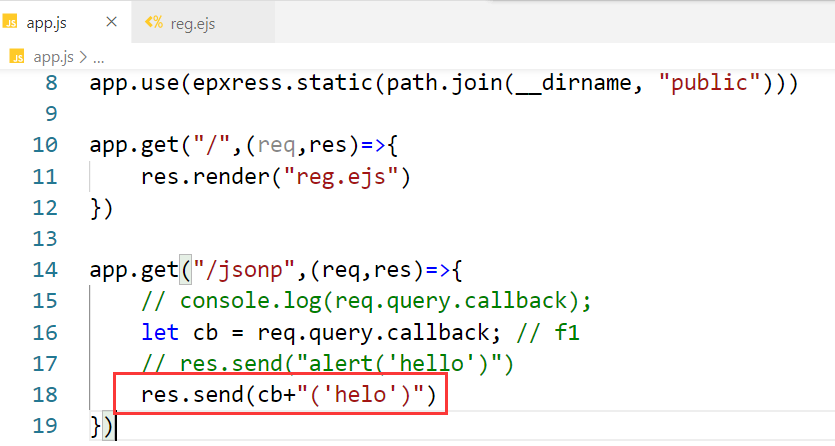 JS app.js × <% reg.ejs
JS app.js > ...
8 app.use(epxress.static(path.join(__dirname, "public")))
9
10 app.get("/",(req,res)=>{
11 res.render("reg.ejs")
12 })
13
14 app.get("/jsonp",(req,res)=>{
15 // console.log(req.query.callback);
16 let cb = req.query.callback; // f1
17 // res.send("alert('hello')")
18 res.send(cb+"('helo')")
19 })